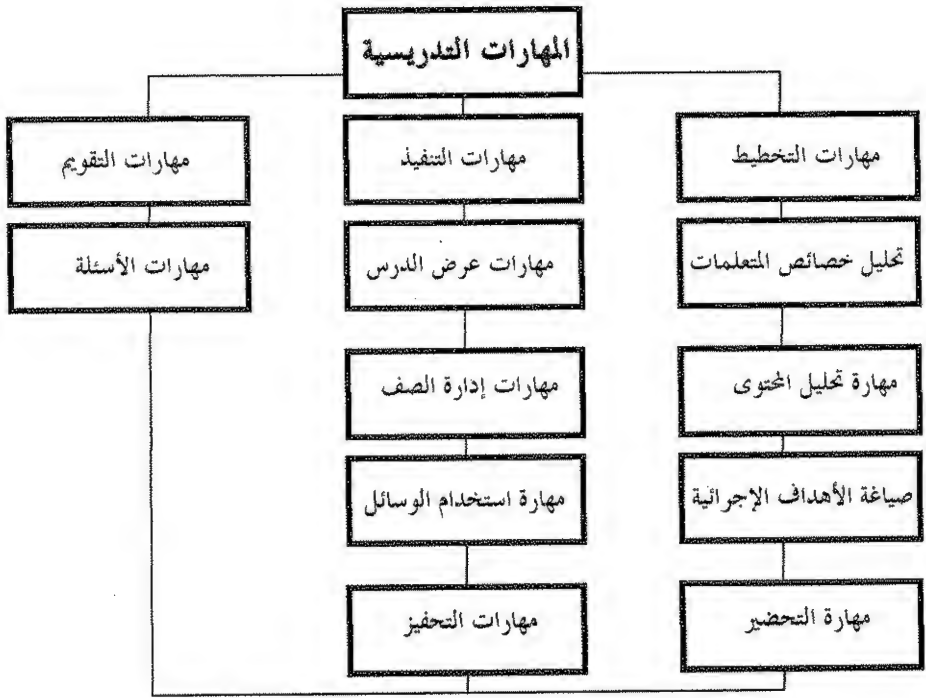 المهارات التدريسية
مهارات التخطيط
مهارات التنفيذ
مهارات التقويم
تحليل خصائص المتعلمات
مهارات عرض الدرس
مهارات الأسئلة
مهارة تحليل المحتوى
مهارات إدارة الصف
صياغة الأهداف الإجرائية
مهارة استخدام الوسائل
مهارة التحضير
مهارات التحفيز